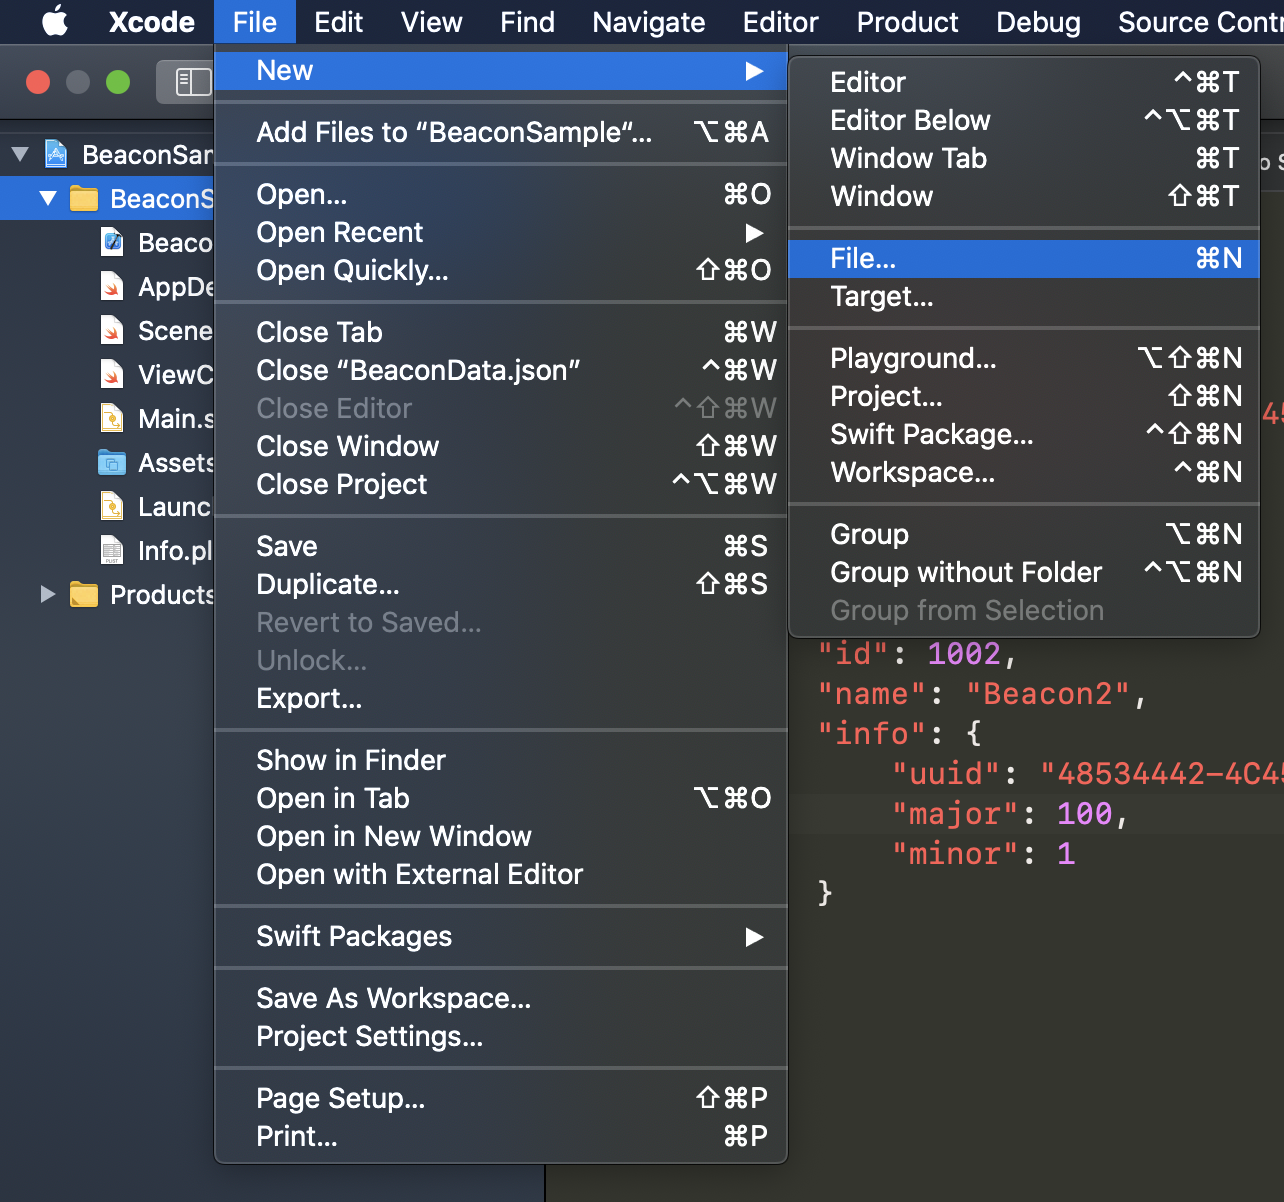 Xcode File Edit View Find Navigate Editor Product Debug Source Contr
New ▶
Add Files to “BeaconSample“... ⌥⌘A
Open... ⌘O
Open Recent ▶
Open Quickly... ⇧⌘O
Close Tab ⌘W
Close “BeaconData.json” ^⌘W
Close Editor ^⇧⌘W
Close Window ⇧⌘W
Close Project ^⌥⌘W
Save ⌘S
Duplicate... ⇧⌘S
Revert to Saved...
Unlock...
Export...
Show in Finder
Open in Tab ⌥⌘O
Open in New Window
Open with External Editor
Swift Packages ▶
Save As Workspace...
Project Settings...
Page Setup... ⇧⌘P
Print... ⌘P
Editor ^⌘T
Editor Below ^⌥⌘T
Window Tab ⌘T
Window ⇧⌘T
File... ⌘N
Target...
Playground... ⌥⇧⌘N
Project... ⇧⌘N
Swift Package... ^⇧⌘N
Workspace... ^⌘N
Group ⌥⌘N
Group without Folder ^⌥⌘N
Group from Selection
BeaconSam
BeaconS
Beaco
AppDe
Scene
ViewC
Main.s
Assets
Launc
Info.pl
Products
"id": 1002,
"name": "Beacon2",
"info": {
"uuid": "48534442-4C45
"major": 100,
"minor": 1
}